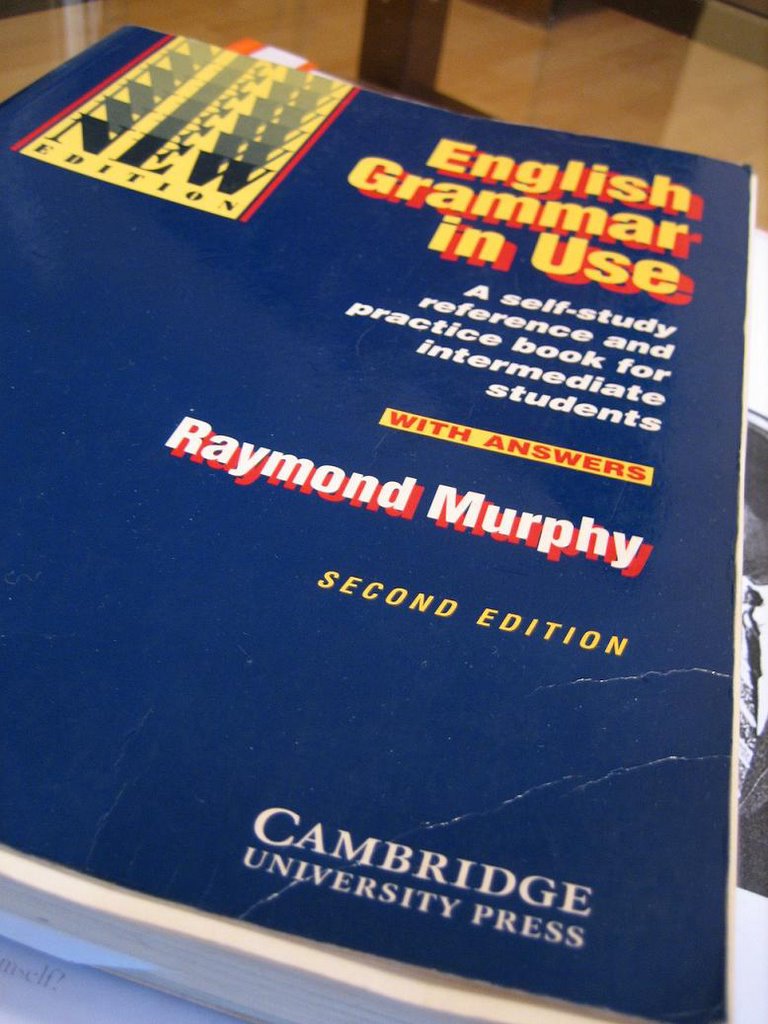 NEW
EDITION
English
Grammar
in Use
A self-study
reference and
practice book for
intermediate
students
WITH ANSWERS
Raymond Murphy
SECOND EDITION
CAMBRIDGE
UNIVERSITY PRESS